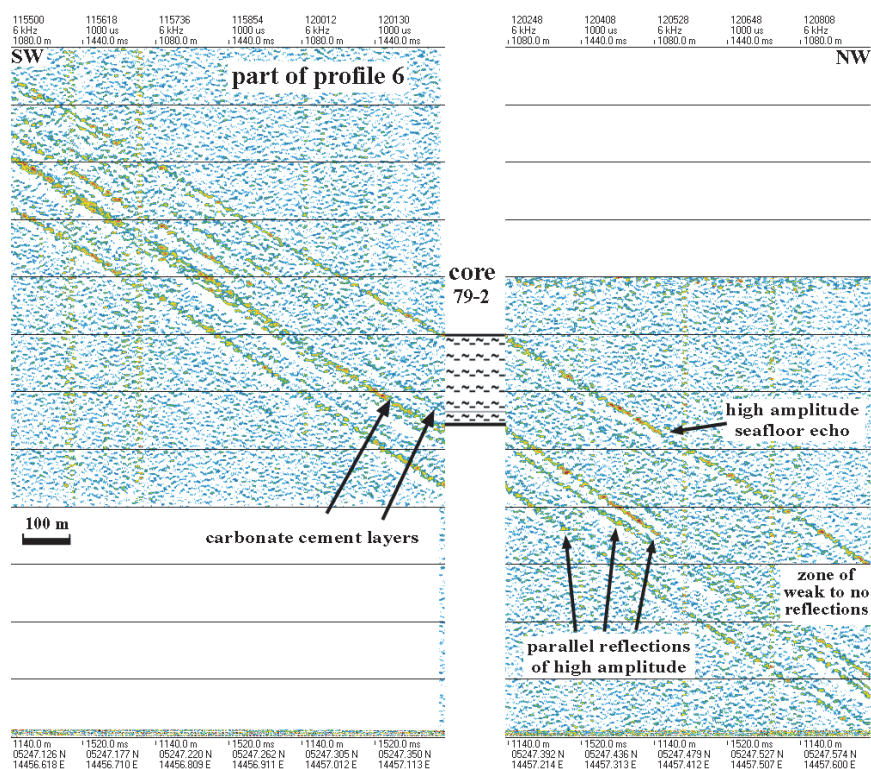 115500 115618 115736 115854 120012 120130
6 kHz 1000 us 6 kHz 1000 us 6 kHz 1000 us
1080.0 m 1440.0 ms 1080.0 m 1440.0 ms 1080.0 m 1440.0 ms
120248 120408 120528 120648 120808
6 kHz 1000 us 6 kHz 1000 us 6 kHz
1080.0 m 1440.0 ms 1080.0 m 1440.0 ms 1080.0 m
SW
NW
part of profile 6
core
79-2
high amplitude
seafloor echo
100 m
carbonate cement layers
zone of
weak to no
reflections
parallel reflections
of high amplitude
1140.0 m 1520.0 ms 1140.0 m 1520.0 ms 1140.0 m 1520.0 ms
05247.126 N 05247.177 N 05247.220 N 05247.262 N 05247.305 N 05247.350 N
14456.618 E 14456.710 E 14456.809 E 14456.911 E 14457.012 E 14457.113 E
1140.0 m 1520.0 ms 1140.0 m 1520.0 ms 1140.0 m
05247.392 N 05247.436 N 05247.479 N 05247.527 N 05247.574 N
14457.214 E 14457.313 E 14457.412 E 14457.507 E 14457.600 E